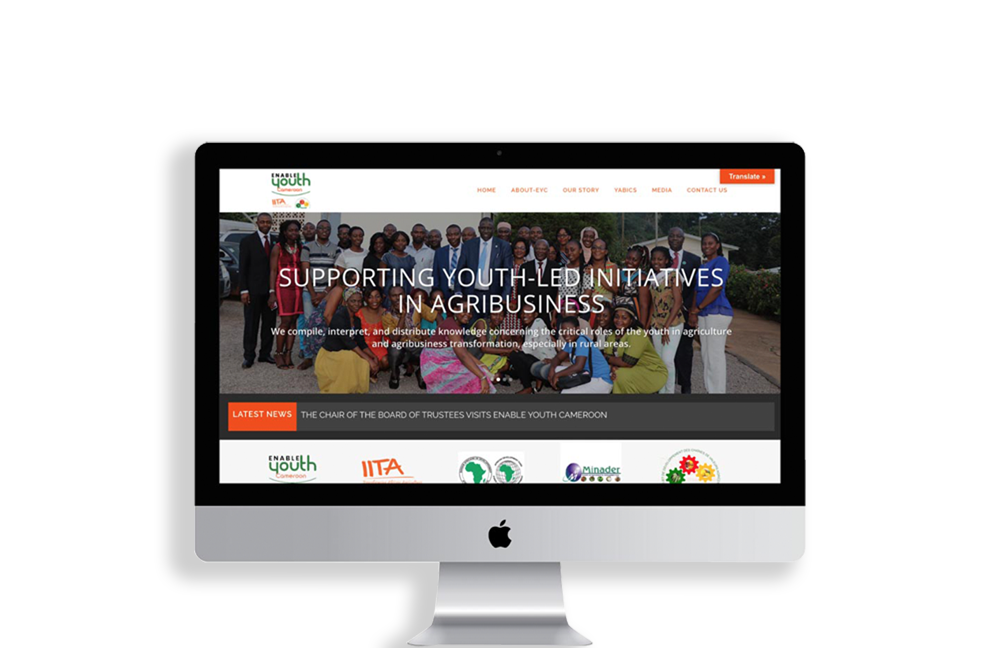 Translate »
ENABLE
youth
Cameroon
IITA
HOME ABOUT-EYC OUR STORY YABICS MEDIA CONTACT US
SUPPORTING YOUTH-LED INITIATIVES
IN AGRIBUSINESS
We compile, interpret, and distribute knowledge concerning the critical roles of the youth in agriculture
and agribusiness transformation, especially in rural areas.
LATEST NEWS THE CHAIR OF THE BOARD OF TRUSTEES VISITS ENABLE YOUTH CAMEROON
ENABLE
youth
Cameroon
IITA
Minader